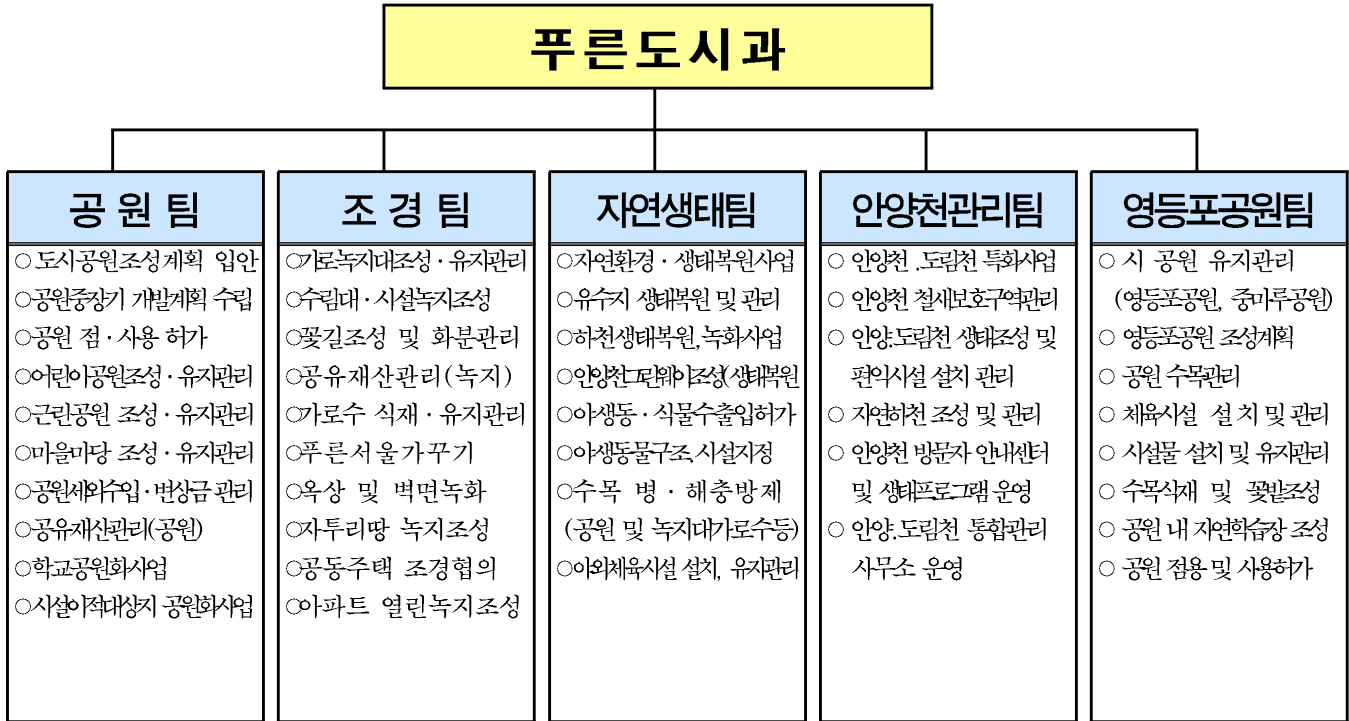 푸른도시과
공원팀
○도시공원조성계획 입안
○공원중장기 개발계획 수립
○공원 점·사용 허가
○어린이공원조성·유지관리
○근린공원 조성·유지관리
○마을마당 조성·유지관리
○공원세외수입·변상금 관리
○공유재산관리(공원)
○학교공원화사업
○시설이적대상지 공원화사업
조경팀
○가로녹지대조성·유지관리
○수림대·시설녹지조성
○꽃길조성 및 화분관리
○공유재산관리(녹지)
○가로수 식재·유지관리
○푸른서울가꾸기
○옥상 및 벽면녹화
○자투리땅 녹지조성
○공동주택 조경협의
○아파트 열린녹지조성
자연생태팀
○자연환경·생태복원사업
○유수지 생태복원 및 관리
○하천생태복원,녹화사업
○안양천그린웨이조성(생태복원
○야생동·식물수출입허가
○야생동물구조,시설지정
○수목 병·해충방제
(공원 및 녹지대가로수등)
○야외체육시설 설치, 유지관리
안양천관리팀
○ 안양천.도림천 특화사업
○ 안양천 철새보호구역관리
○ 안양.도림천 생태조성 및
편익시설 설치 관리
○ 자연하천 조성 및 관리
○ 안양천 방문자 안내센터
및 생태프로그램 운영
○ 안양.도림천 통합관리
사무소 운영
영등포공원팀
○ 시 공원 유지관리
(영등포공원, 중마루공원)
○ 영등포공원 조성계획
○ 공원 수목관리
○ 체육시설 설치 및 관리
○ 시설물 설치 및 유지관리
○ 수목식재 및 꽃밭조성
○ 공원 내 자연학습장 조성
○ 공원 점용 및 사용허가